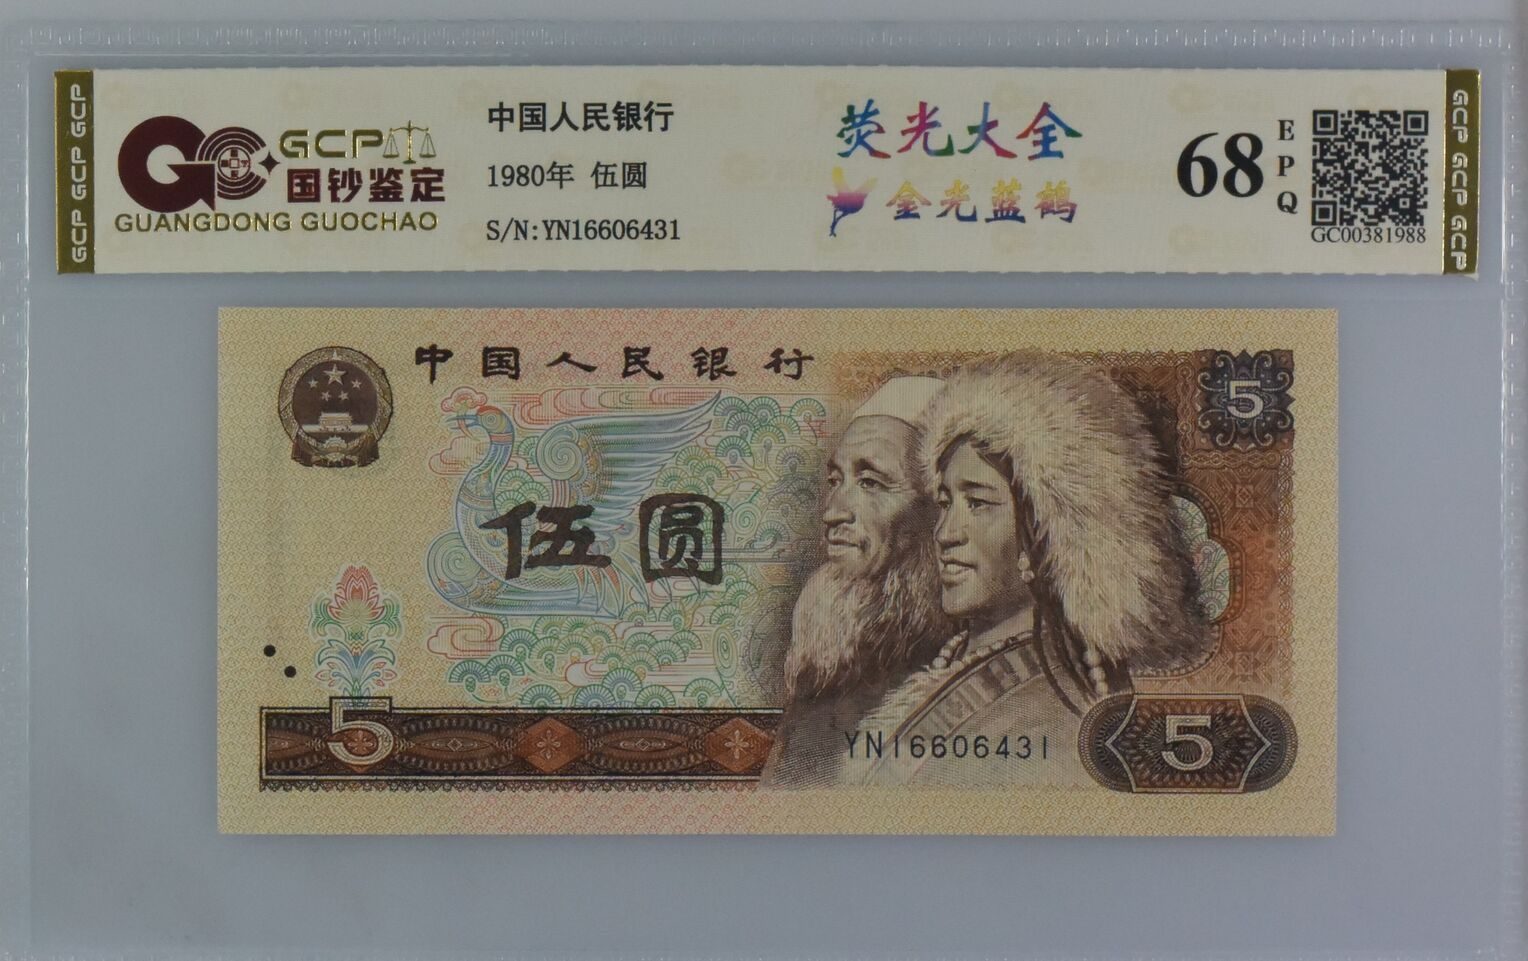 GCP GCP GCP
GCP
国钞鉴定
GUANGDONG GUOCHAO
中国人民银行
1980年 伍圆
S/N:YN16606431
荧光大全
金光蓝鹤
68
EPQ
GC00381988
GCP GCP GCP
中国人民银行
5
伍圆
5
YN16606431
5